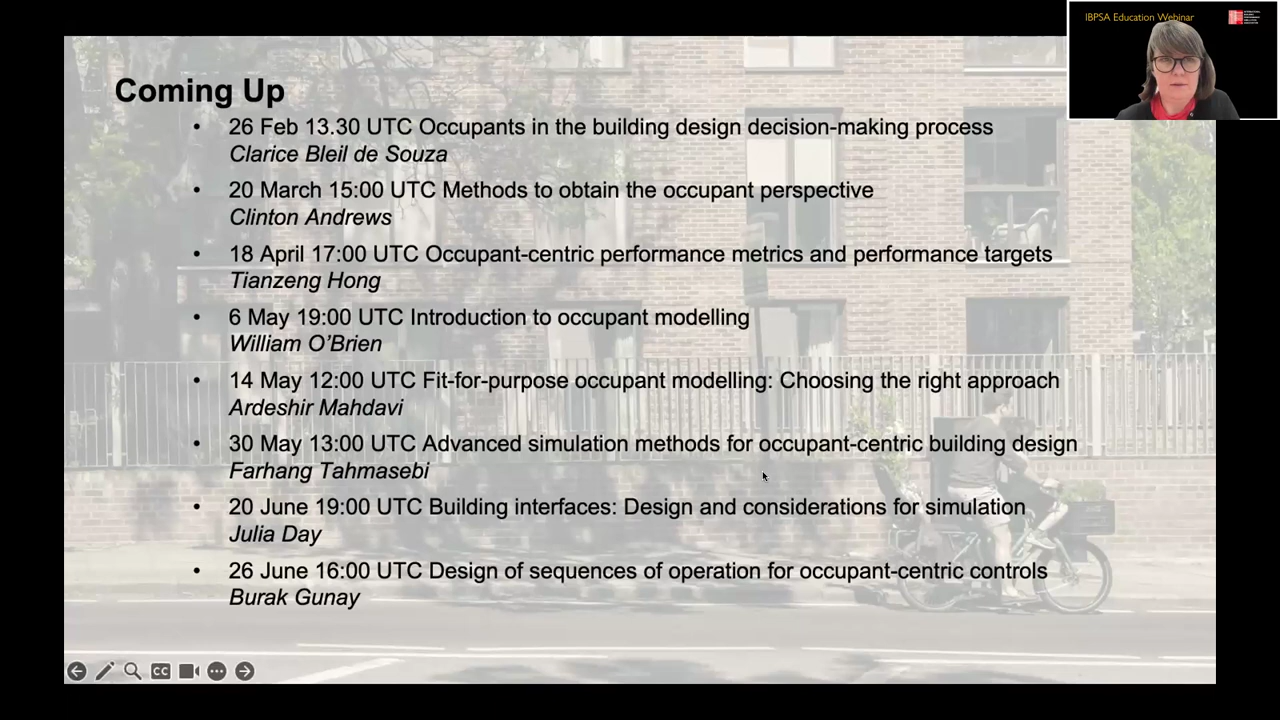 IBPSA Education Webinar
Coming Up
• 26 Feb 13.30 UTC Occupants in the building design decision-making process
Clarice Bleil de Souza
• 20 March 15:00 UTC Methods to obtain the occupant perspective
Clinton Andrews
• 18 April 17:00 UTC Occupant-centric performance metrics and performance targets
Tianzeng Hong
• 6 May 19:00 UTC Introduction to occupant modelling
William O’Brien
• 14 May 12:00 UTC Fit-for-purpose occupant modelling: Choosing the right approach
Ardeshir Mahdavi
• 30 May 13:00 UTC Advanced simulation methods for occupant-centric building design
Farhang Tahmasebi
• 20 June 19:00 UTC Building interfaces: Design and considerations for simulation
Julia Day
• 26 June 16:00 UTC Design of sequences of operation for occupant-centric controls
Burak Gunay
CC